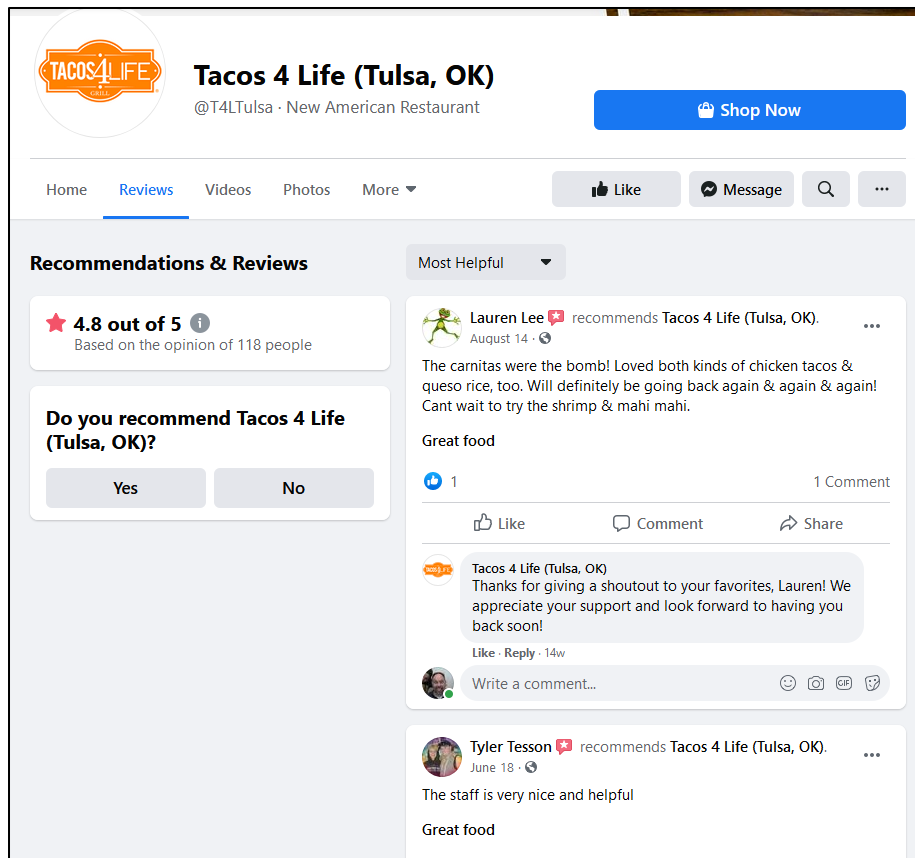 TACOS4LIFE
GRILL
Tacos 4 Life (Tulsa, OK)
@T4LTulsa · New American Restaurant
Shop Now
Home
Reviews
Videos
Photos
More
Like
Message
Recommendations & Reviews
4.8 out of 5
Based on the opinion of 118 people
Do you recommend Tacos 4 Life
(Tulsa, OK)?
Yes
No
Most Helpful
Lauren Lee recommends Tacos 4 Life (Tulsa, OK).
August 14 ·
The carnitas were the bomb! Loved both kinds of chicken tacos &
queso rice, too. Will definitely be going back again & again & again!
Cant wait to try the shrimp & mahi mahi.
Great food
1
1 Comment
Like
Comment
Share
TACOS4LIFE
Tacos 4 Life (Tulsa, OK)
Thanks for giving a shoutout to your favorites, Lauren! We
appreciate your support and look forward to having you
back soon!
Like · Reply · 14w
Write a comment...
GIF
Tyler Tesson recommends Tacos 4 Life (Tulsa, OK).
June 18 ·
The staff is very nice and helpful
Great food